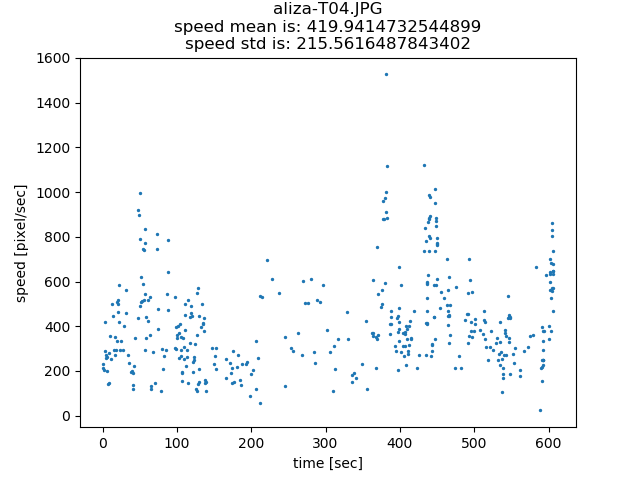 aliza-T04.JPG
speed mean is: 419.9414732544899
speed std is: 215.5616487843402
1600
1400
1200
1000
800
600
400
200
0
speed [pixel/sec]
0 100 200 300 400 500 600
time [sec]